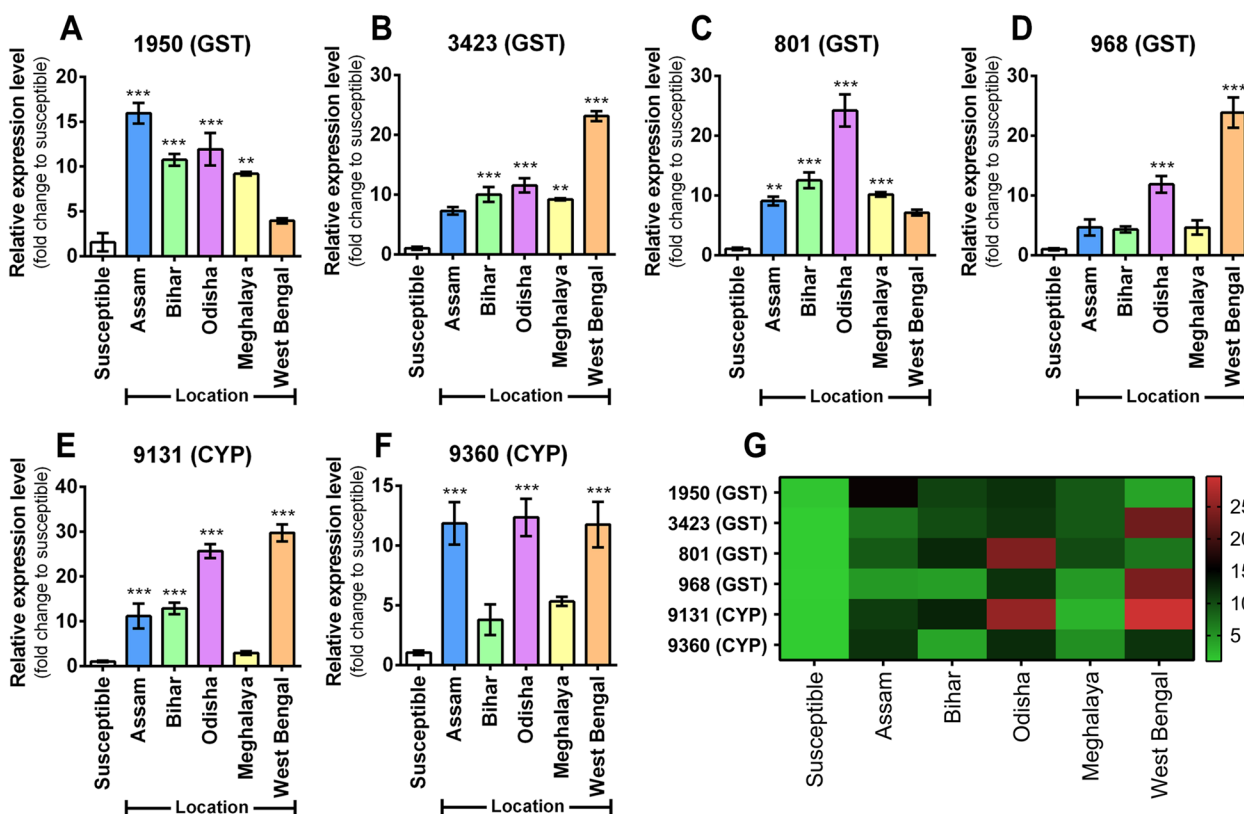 A
1950 (GST)
Relative expression level
(fold change to susceptible)
20
15
10
5
0
***
***
***
**
Susceptible
Assam
Bihar
Odisha
Meghalaya
West Bengal
Location
B
3423 (GST)
Relative expression level
(fold change to susceptible)
30
20
10
0
***
***
**
***
Susceptible
Assam
Bihar
Odisha
Meghalaya
West Bengal
Location
C
801 (GST)
Relative expression level
(fold change to susceptible)
30
20
10
0
**
***
***
***
Susceptible
Assam
Bihar
Odisha
Meghalaya
West Bengal
Location
D
968 (GST)
Relative expression level
(fold change to susceptible)
30
20
10
0
***
***
Susceptible
Assam
Bihar
Odisha
Meghalaya
West Bengal
Location
E
9131 (CYP)
Relative expression level
(fold change to susceptible)
40
30
20
10
0
***
***
***
***
Susceptible
Assam
Bihar
Odisha
Meghalaya
West Bengal
Location
F
9360 (CYP)
Relative expression level
(fold change to susceptible)
15
10
5
0
***
***
***
Susceptible
Assam
Bihar
Odisha
Meghalaya
West Bengal
Location
G
1950 (GST)
3423 (GST)
801 (GST)
968 (GST)
9131 (CYP)
9360 (CYP)
Susceptible
Assam
Bihar
Odisha
Meghalaya
West Bengal
25
20
15
10
5